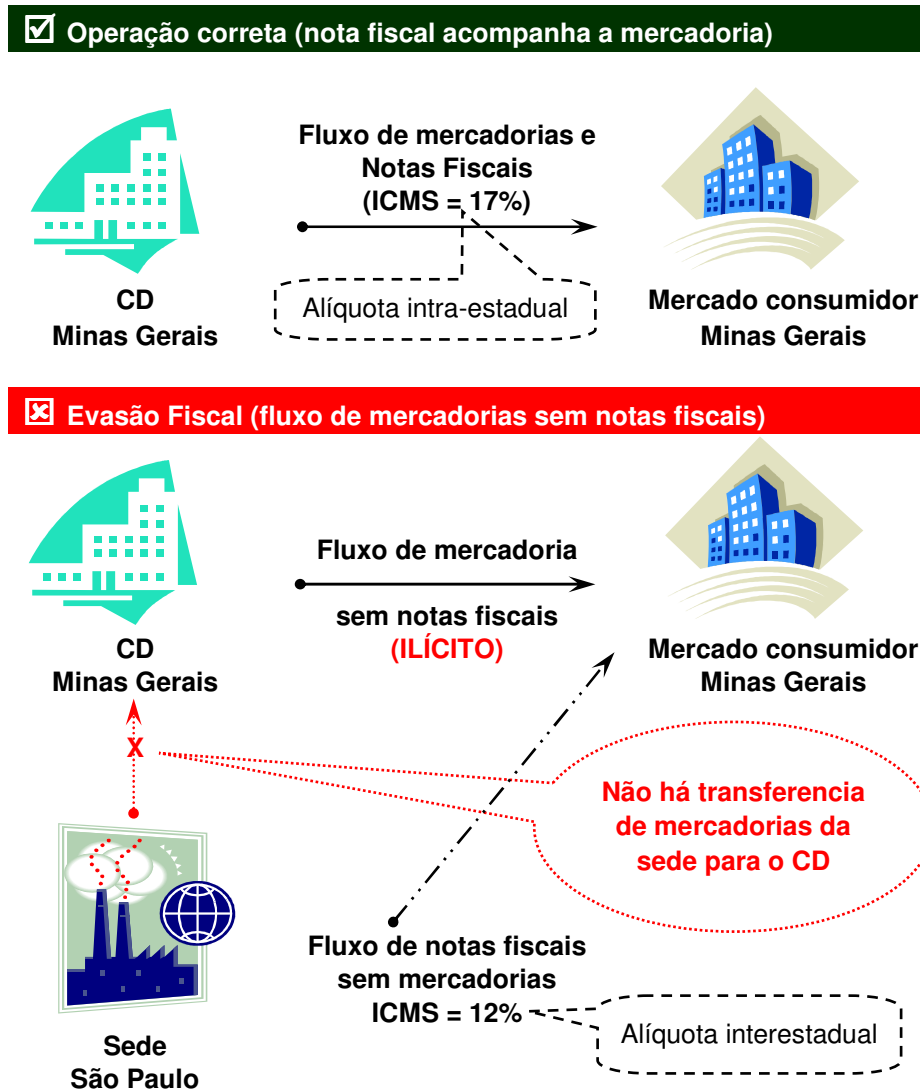 Operação correta (nota fiscal acompanha a mercadoria)
Fluxo de mercadorias e
Notas Fiscais
(ICMS = 17%)
Alíquota intra-estadual
CD
Minas Gerais
Mercado consumidor
Minas Gerais
Evasão Fiscal (fluxo de mercadorias sem notas fiscais)
Fluxo de mercadoria
sem notas fiscais
(ILÍCITO)
CD
Minas Gerais
Mercado consumidor
Minas Gerais
X
Não há transferencia
de mercadorias da
sede para o CD
Fluxo de notas fiscais
sem mercadorias
ICMS = 12%
Alíquota interestadual
Sede
São Paulo